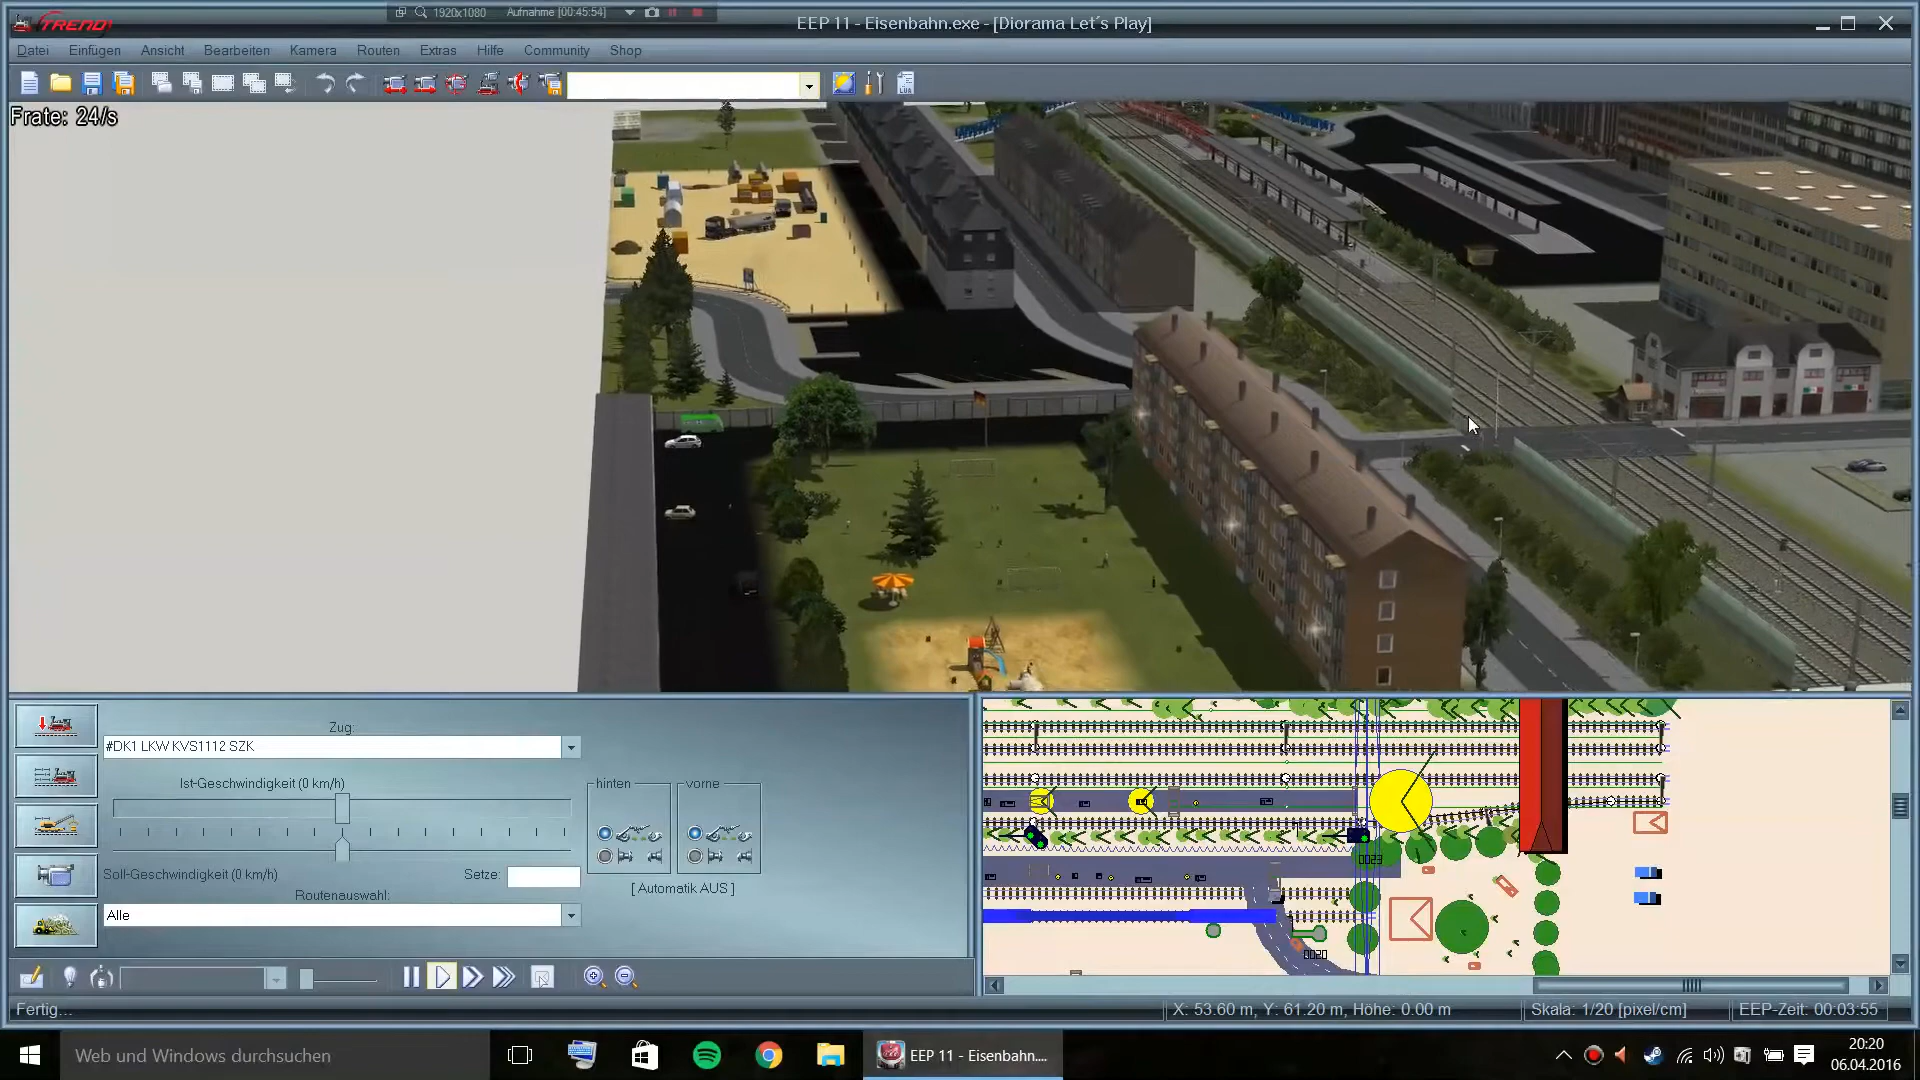 1920x1080
Aufnahme [00:45:54]
TREND
EEP 11 - Eisenbahn.exe - [Diorama Let´s Play]
Datei Einfügen Ansicht Bearbeiten Kamera Routen Extras Hilfe Community Shop
LUA
Frate: 24/s
Zug:
#DK1 LKW KVS1112 SZK
Ist-Geschwindigkeit (0 km/h)
hinten
vorne
Soll-Geschwindigkeit (0 km/h)
Setze:
[ Automatik AUS ]
Routenauswahl:
Alle
0023
0020
Fertig...
X: 53.60 m, Y: 61.20 m, Höhe: 0.00 m
Skala: 1/20 [pixel/cm]
EEP-Zeit: 00:03:55
Web und Windows durchsuchen
EEP 11 - Eisenbahn....
20:20
06.04.2016